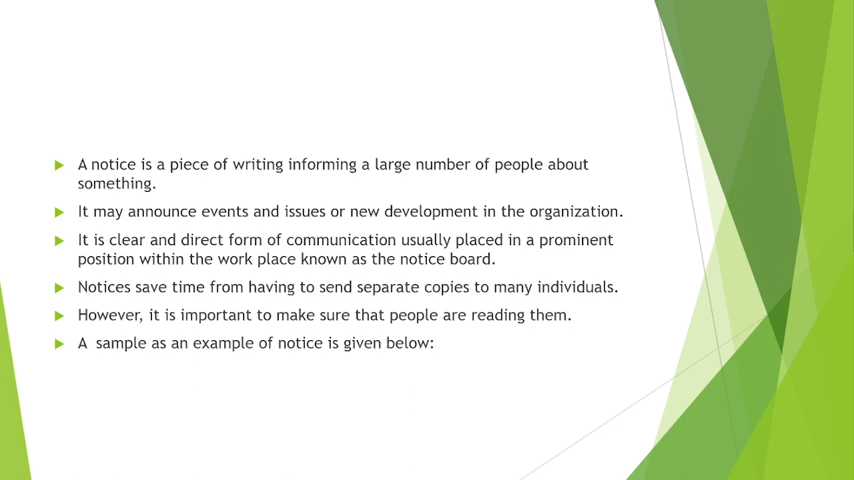 A notice is a piece of writing informing a large number of people about
something.
It may announce events and issues or new development in the organization.
It is clear and direct form of communication usually placed in a prominent
position within the work place known as the notice board.
Notices save time from having to send separate copies to many individuals.
However, it is important to make sure that people are reading them.
A  sample as an example of notice is given below: